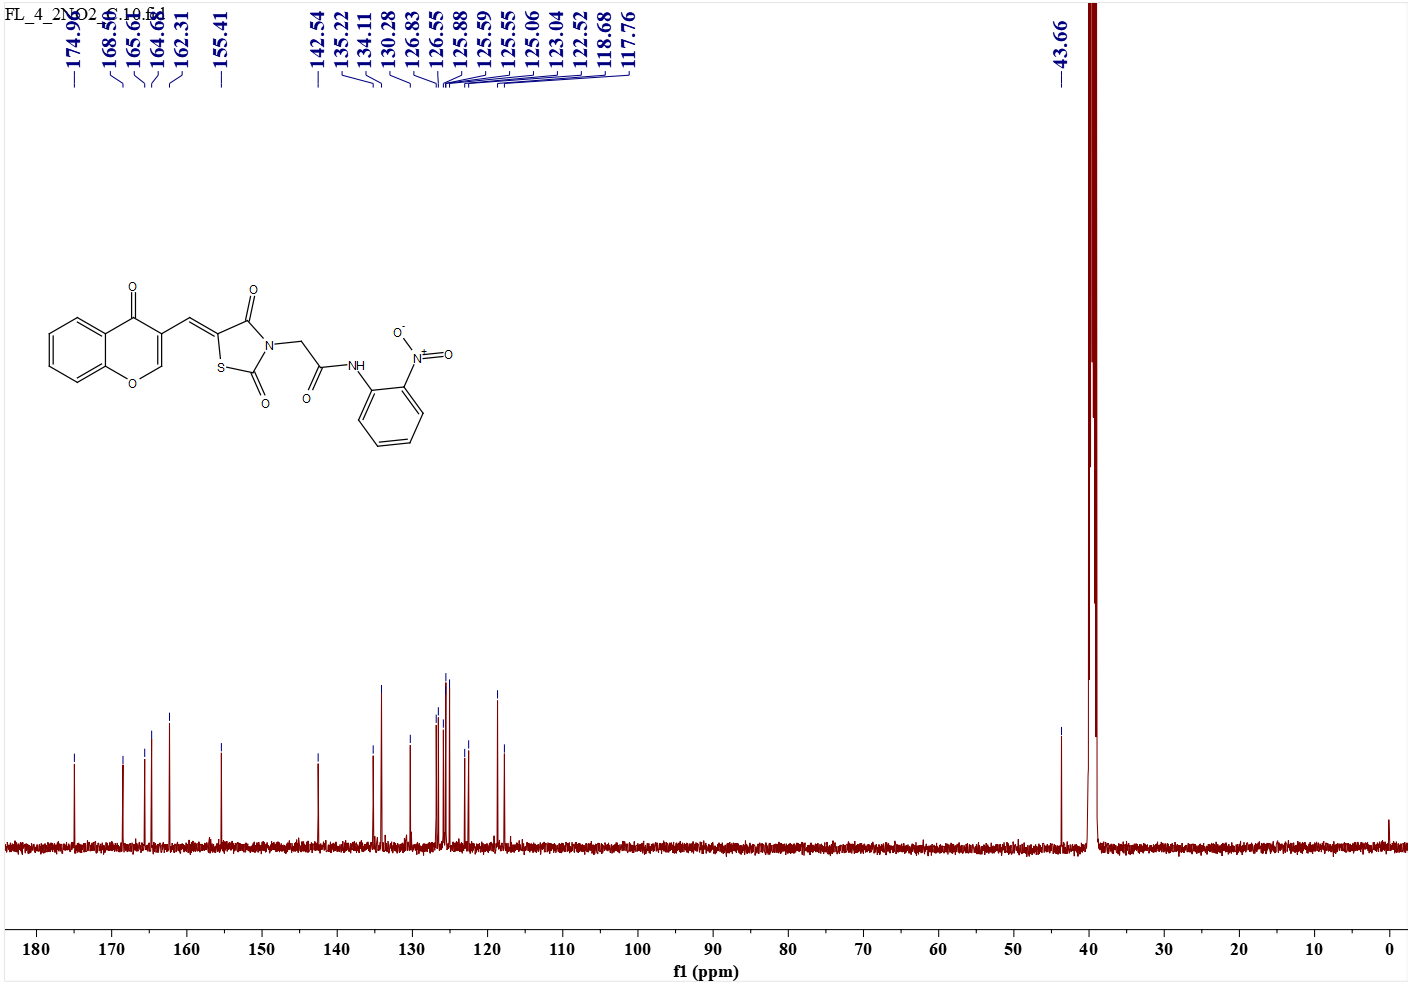 FL_4_2NO2_C.10.fid
174.96
168.50
165.61
164.68
162.31
155.41
142.54
135.22
134.11
130.28
126.83
126.55
125.88
125.59
125.55
125.06
123.04
122.52
118.68
117.76
43.66
O
O
O
S
N
O
O
NH
O-
N+
O
180 170 160 150 140 130 120 110 100 90 80 70 60 50 40 30 20 10 0
f1 (ppm)